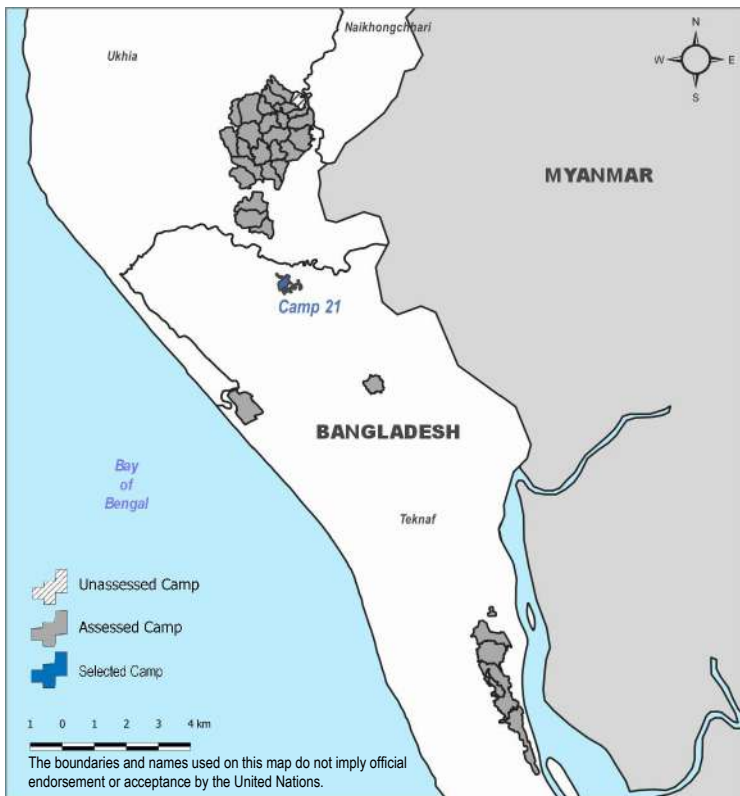 Naikhongchhari
Ukhia
N
W
E
S
MYANMAR
Camp 21
BANGLADESH
Bay
of
Bengal
Teknaf
Unassessed Camp
Assessed Camp
Selected Camp
1 0 1 2 3 4 km
The boundaries and names used on this map do not imply official
endorsement or acceptance by the United Nations.